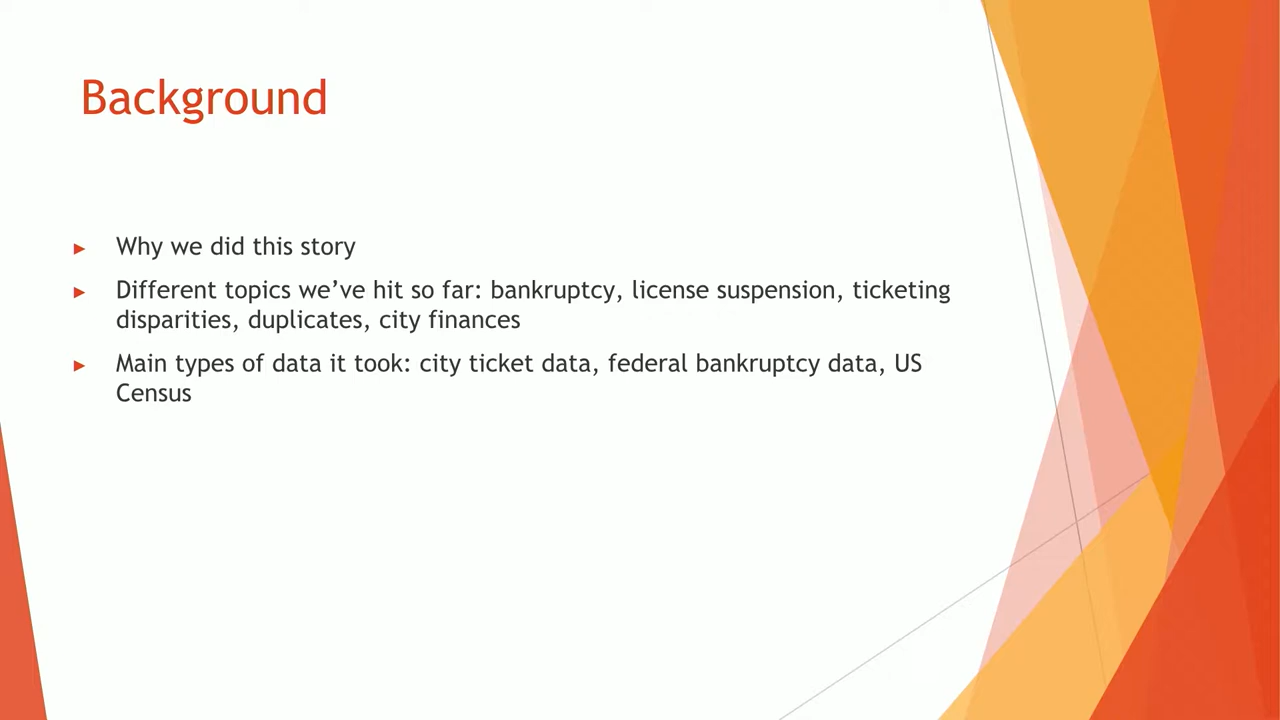 Background
Why we did this story
Different topics we’ve hit so far: bankruptcy, license suspension, ticketing
disparities, duplicates, city finances
Main types of data it took: city ticket data, federal bankruptcy data, US
Census